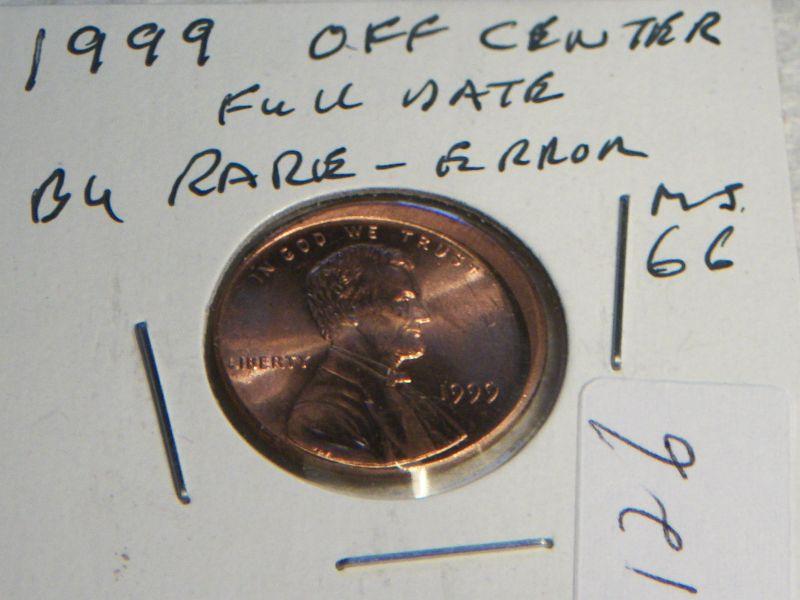 1999 OFF CENTER
FULL DATE
BU RARE - ERROR
MS.
66
IN GOD WE TRUST
LIBERTY
1999
126